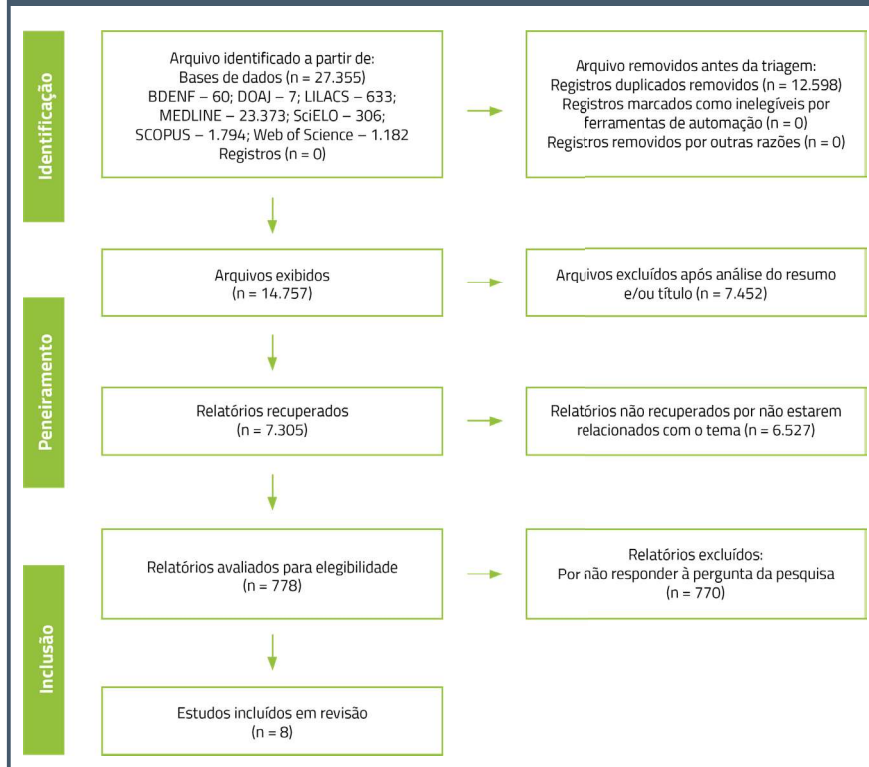 Identificação
Arquivo identificado a partir de:
Bases de dados (n = 27.355)
BDENF – 60; DOAJ – 7; LILACS – 633;
MEDLINE – 23.373; SciELO – 306;
SCOPUS – 1.794; Web of Science – 1.182
Registros (n = 0)
Arquivo removidos antes da triagem:
Registros duplicados removidos (n = 12.598)
Registros marcados como inelegíveis por
ferramentas de automação (n = 0)
Registros removidos por outras razões (n = 0)
Peneiramento
Arquivos exibidos
(n = 14.757)
Arquivos excluídos após análise do resumo
e/ou título (n = 7.452)
Relatórios recuperados
(n = 7.305)
Relatórios não recuperados por não estarem
relacionados com o tema (n = 6.527)
Inclusão
Relatórios avaliados para elegibilidade
(n = 778)
Relatórios excluídos:
Por não responder à pergunta da pesquisa
(n = 770)
Estudos incluídos em revisão
(n = 8)